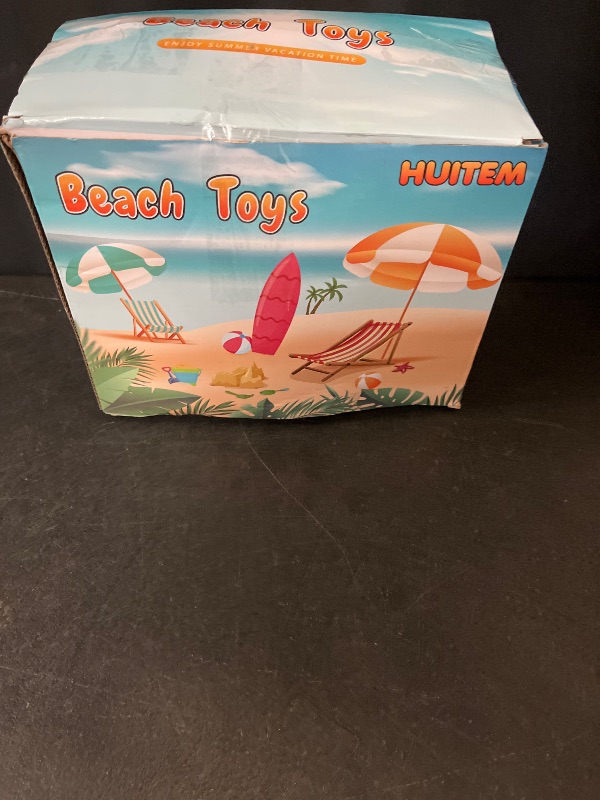 Beach Toys
ENJOY SUMMER VACATION TIME
HUITEM
Beach Toys